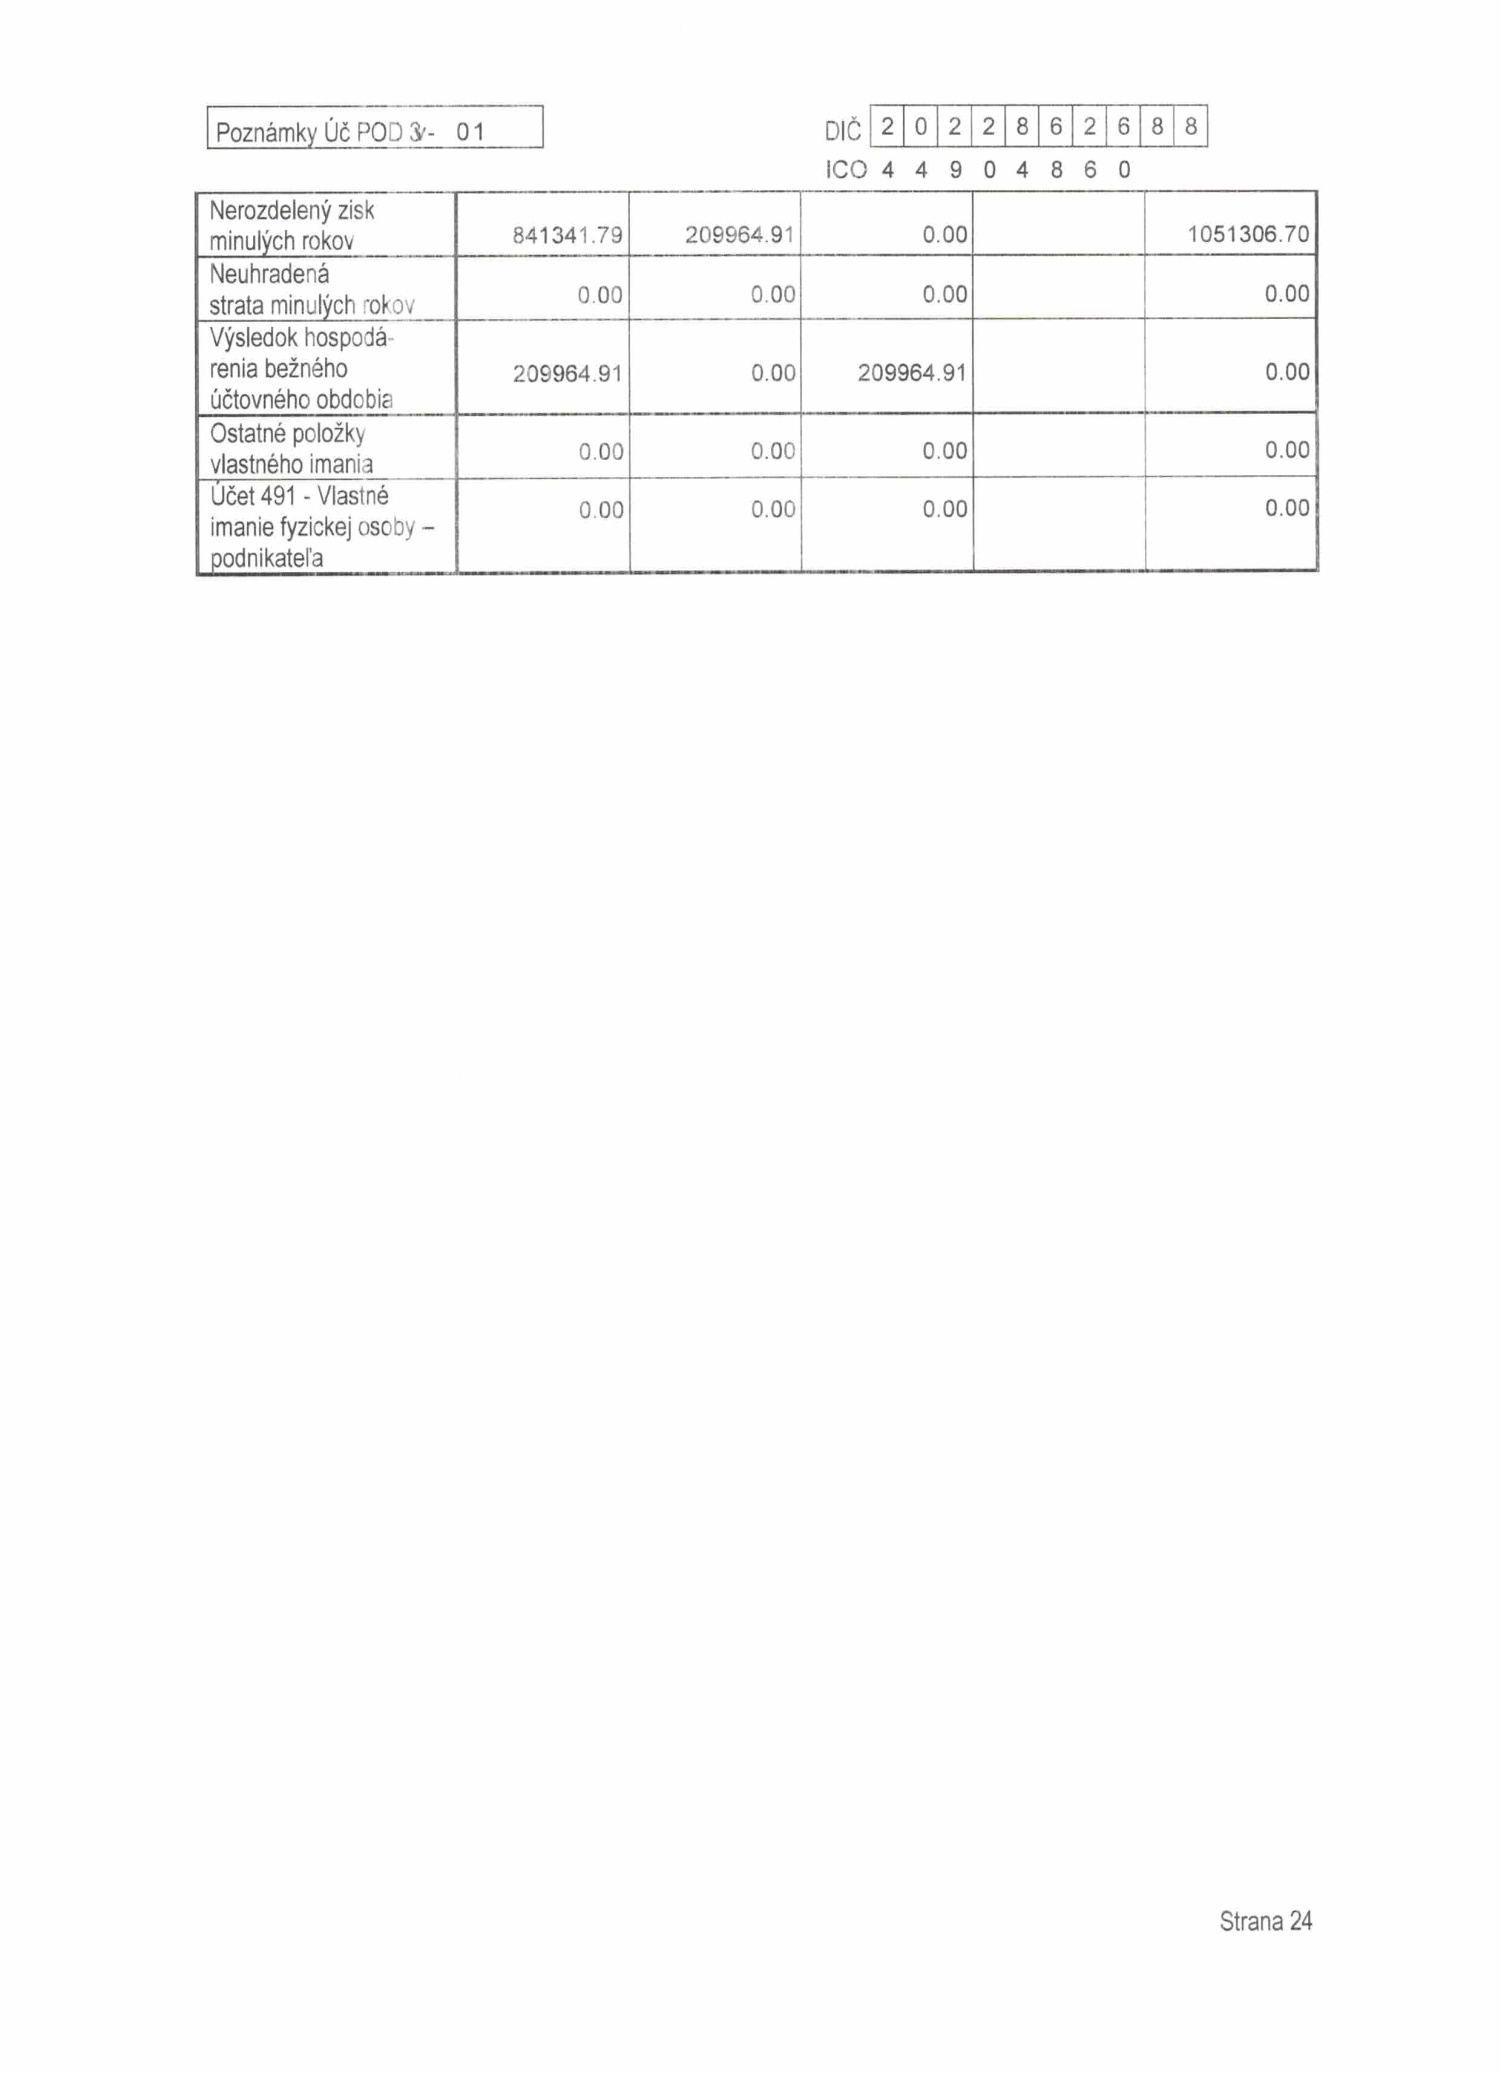 Poznámky Úč POD 3 - 01
DIČ 2 0 2 2 8 6 2 6 8 8
ICO 4 4 9 0 4 8 6 0
Nerozdelený zisk
minulých rokov 841341.79 209964.91 0.00 1051306.70
Neuhradená
strata minulých rokov 0.00 0.00 0.00 0.00
Výsledok hospodá-
renia bežného 209964.91 0.00 209964.91 0.00
účtovného obdobia
Ostatné položky
vlastného imania 0.00 0.00 0.00 0.00
Účet 491 - Vlastné
imanie fyzickej osoby – 0.00 0.00 0.00 0.00
podnikateľa
Strana 24